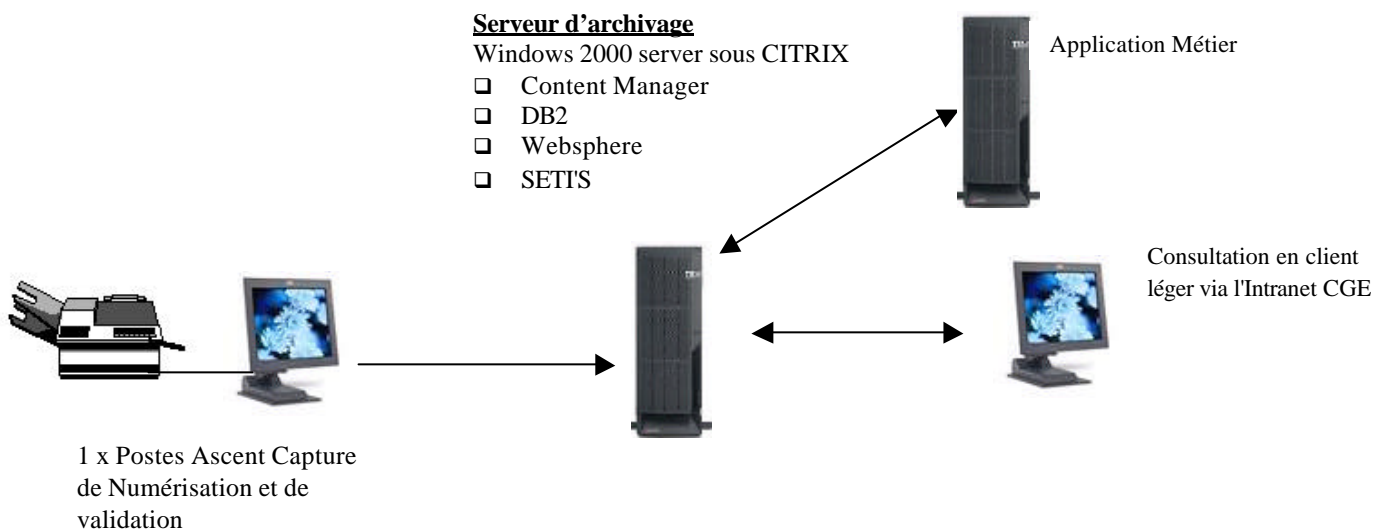 Serveur d’archivage
Windows 2000 server sous CITRIX
❑ Content Manager
❑ DB2
❑ Websphere
❑ SETI'S
Application Métier
Consultation en client
léger via l'Intranet CGE
1 x Postes Ascent Capture
de Numérisation et de
validation